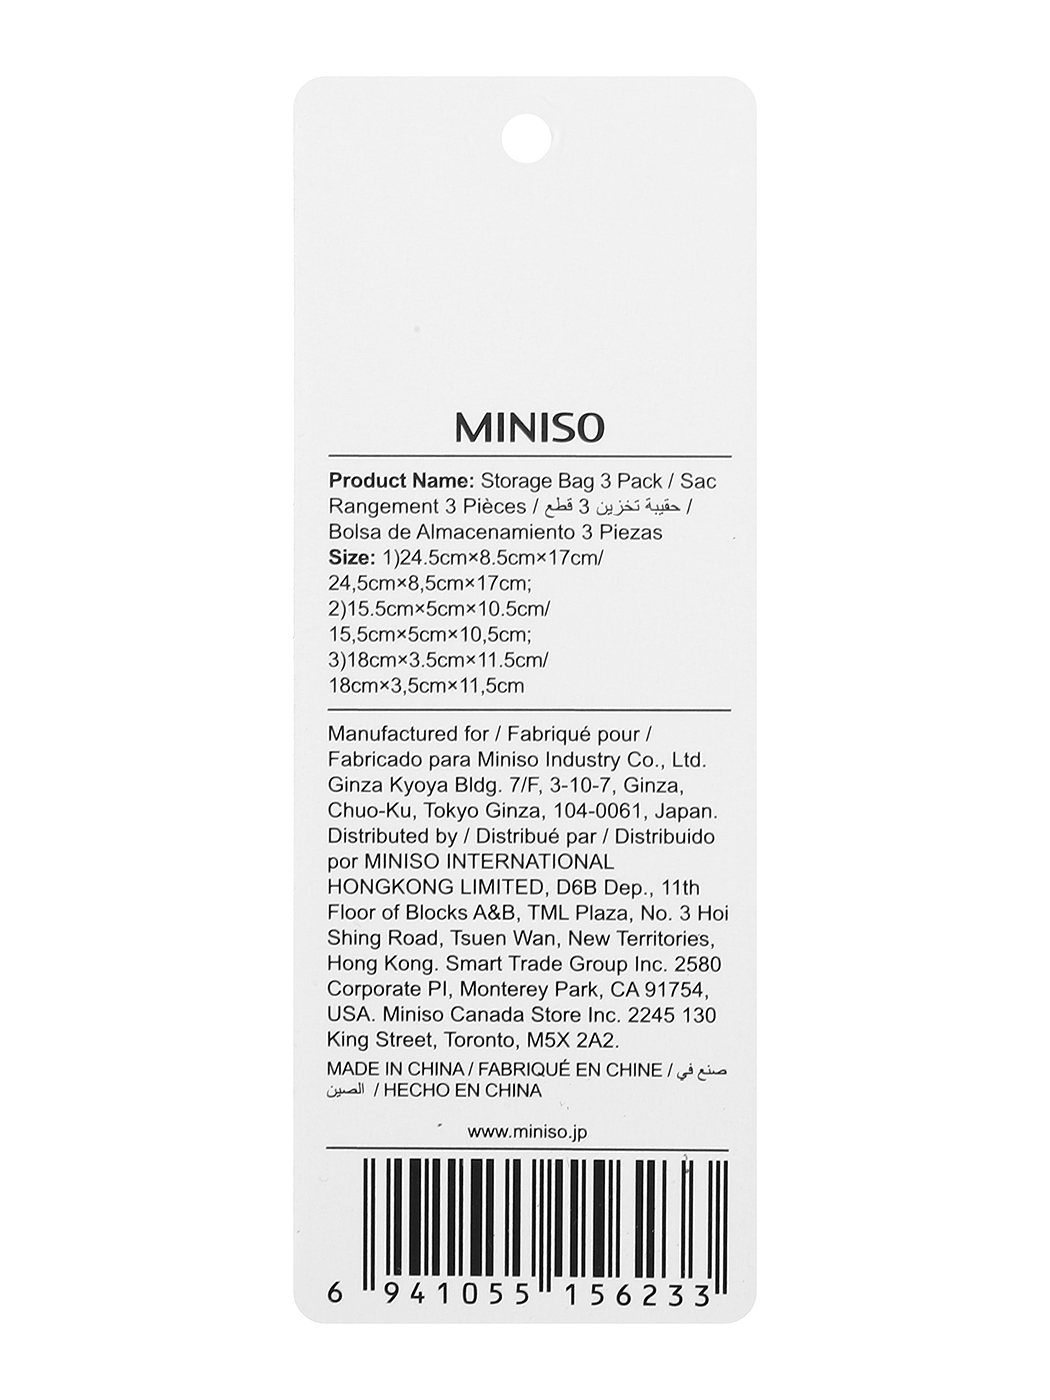 MINISO
Product Name: Storage Bag 3 Pack / Sac
Rangement 3 Pièces / حقيبة تخزين 3 قطع /
Bolsa de Almacenamiento 3 Piezas
Size: 1)24.5cm×8.5cm×17cm/
24,5cm×8,5cm×17cm;
2)15.5cm×5cm×10.5cm/
15,5cm×5cm×10,5cm;
3)18cm×3.5cm×11.5cm/
18cm×3,5cm×11,5cm
Manufactured for / Fabriqué pour /
Fabricado para Miniso Industry Co., Ltd.
Ginza Kyoya Bldg. 7/F, 3-10-7, Ginza,
Chuo-Ku, Tokyo Ginza, 104-0061, Japan.
Distributed by / Distribué par / Distribuido
por MINISO INTERNATIONAL
HONGKONG LIMITED, D6B Dep., 11th
Floor of Blocks A&B, TML Plaza, No. 3 Hoi
Shing Road, Tsuen Wan, New Territories,
Hong Kong. Smart Trade Group Inc. 2580
Corporate Pl, Monterey Park, CA 91754,
USA. Miniso Canada Store Inc. 2245 130
King Street, Toronto, M5X 2A2.
MADE IN CHINA / FABRIQUÉ EN CHINE / صنع في
الصين / HECHO EN CHINA
www.miniso.jp
6 941055 156233